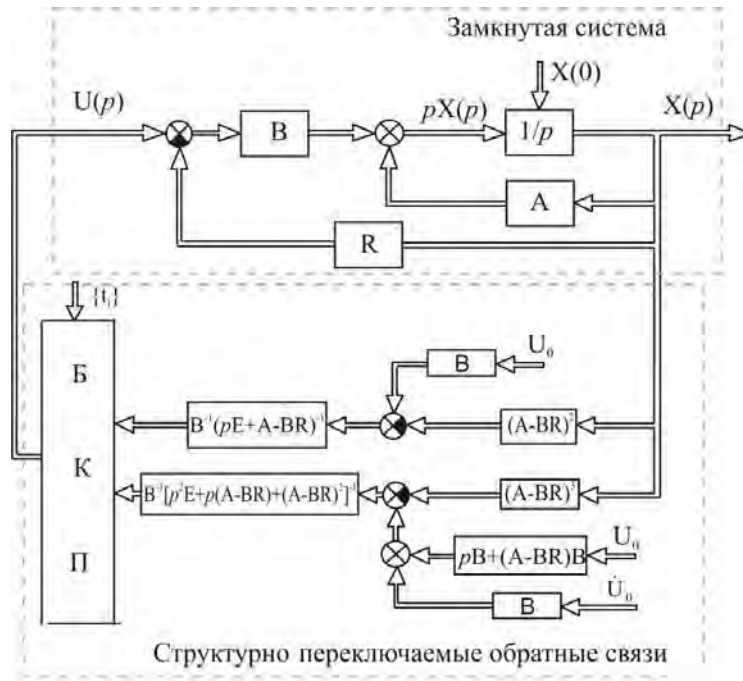 Замкнутая система
X(0)
U(p)
B
pX(p)
1/p
X(p)
A
R
{tᵢ}
Б
К
П
B
U₀
B⁻¹(pE+A-BR)⁻¹
(A-BR)²
B⁻¹[p²E+p(A-BR)+(A-BR)²]⁻¹
(A-BR)³
pB+(A-BR)B
U₀
B
U̇₀
Структурно переключаемые обратные связи